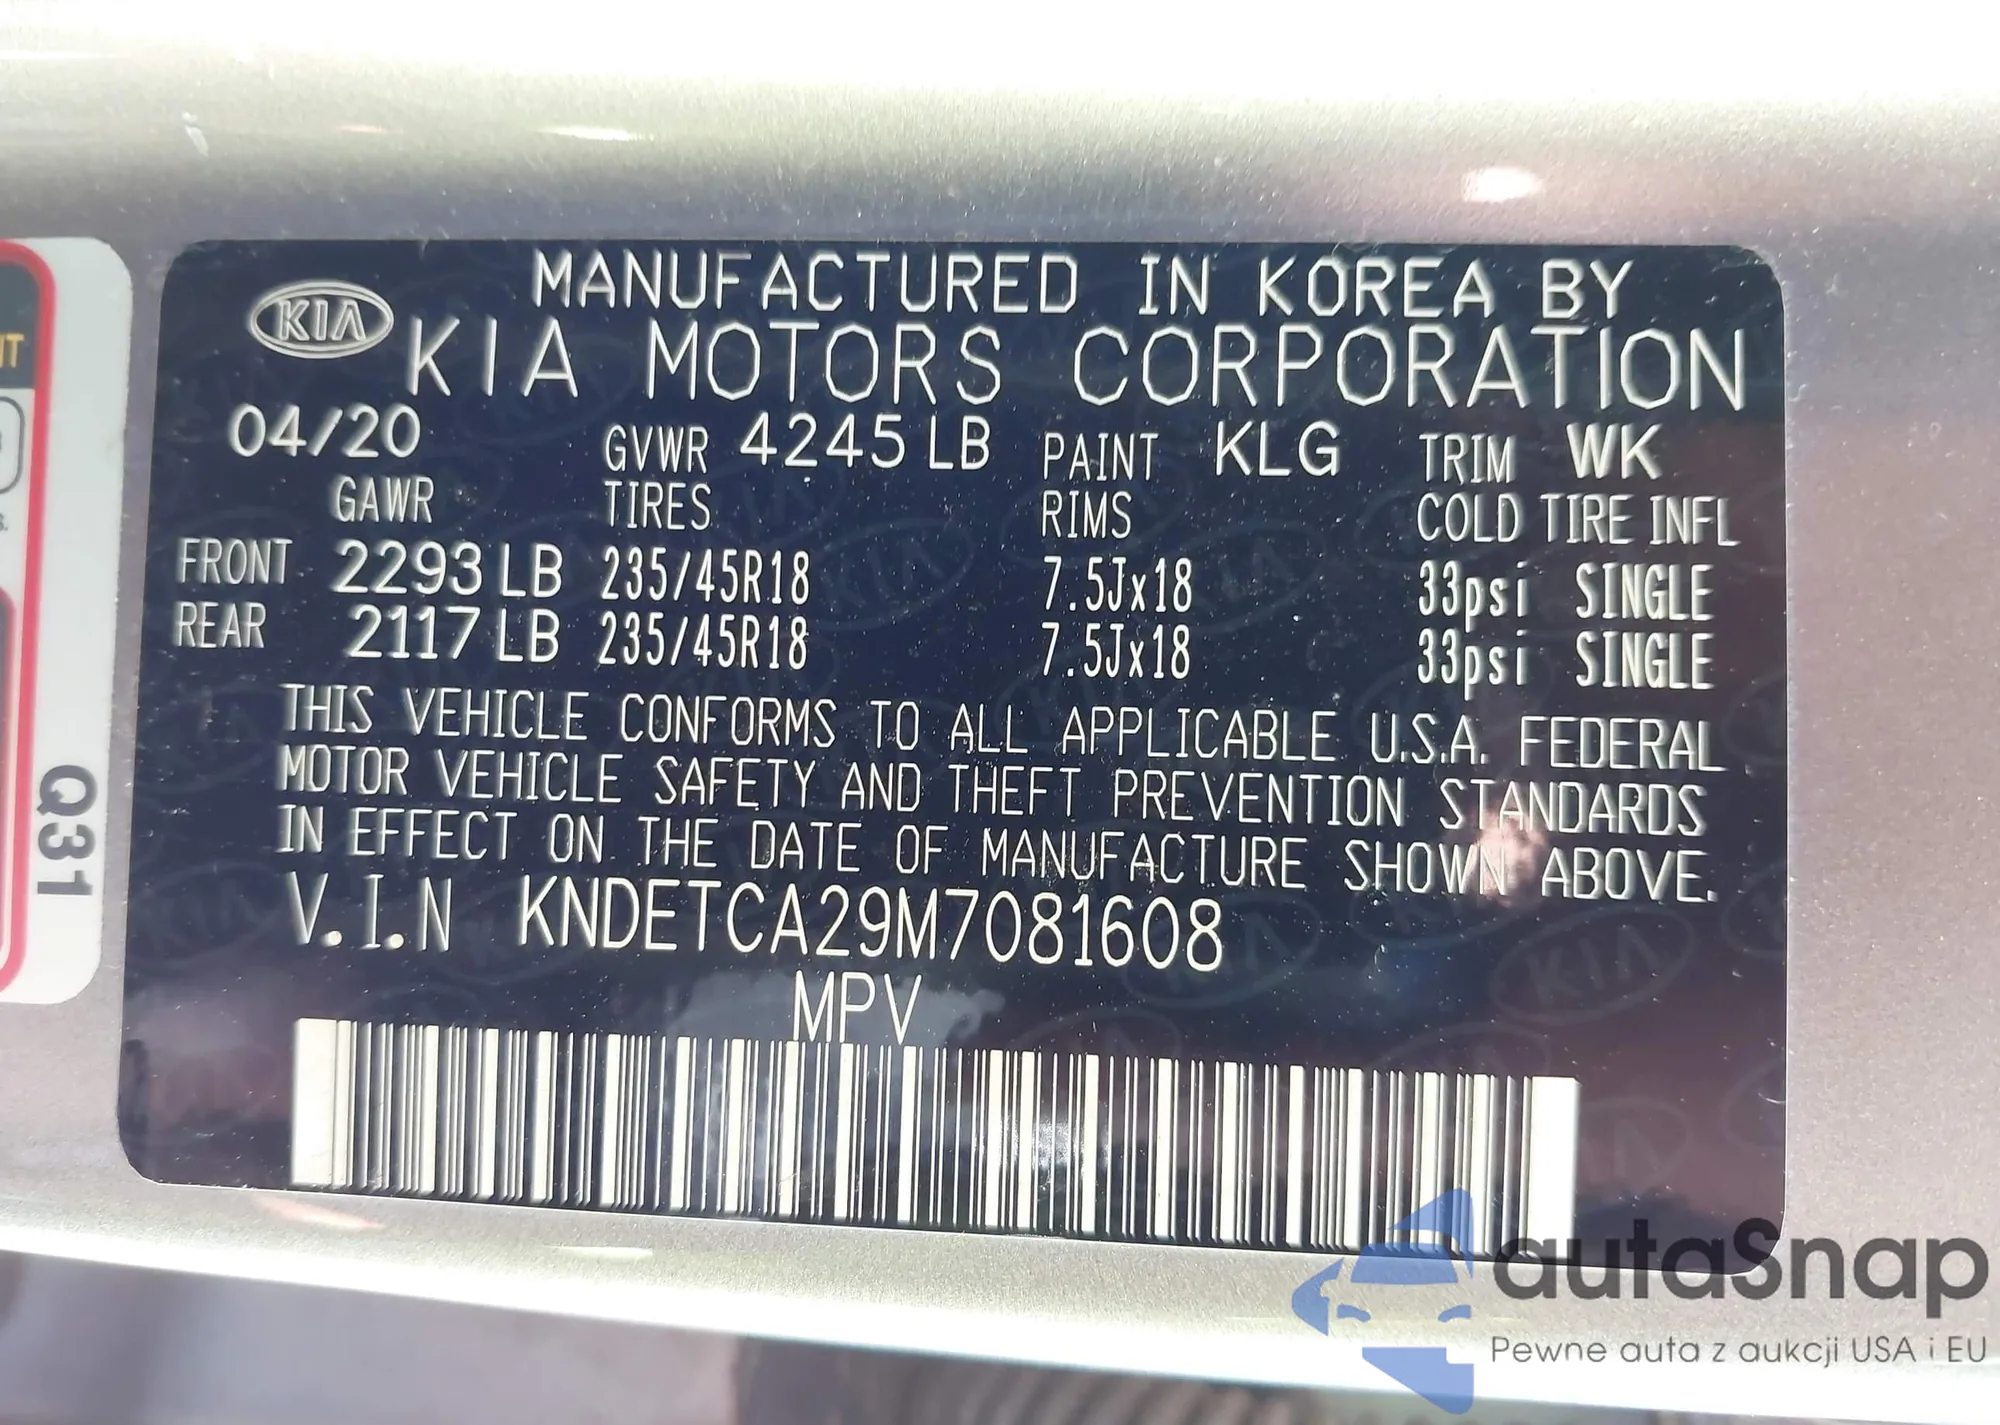 KIA
MANUFACTURED IN KOREA BY
KIA MOTORS CORPORATION
04/20 GVWR 4245 LB PAINT KLG TRIM WK
GAWR TIRES RIMS COLD TIRE INFL
FRONT 2293 LB 235/45R18 7.5Jx18 33psi SINGLE
REAR 2117 LB 235/45R18 7.5Jx18 33psi SINGLE
THIS VEHICLE CONFORMS TO ALL APPLICABLE U.S.A. FEDERAL
MOTOR VEHICLE SAFETY AND THEFT PREVENTION STANDARDS
IN EFFECT ON THE DATE OF MANUFACTURE SHOWN ABOVE.
V.I.N KNDETCA29M7081608
MPV
Q31
autaSnap
Pewne auta z aukcji USA i EU